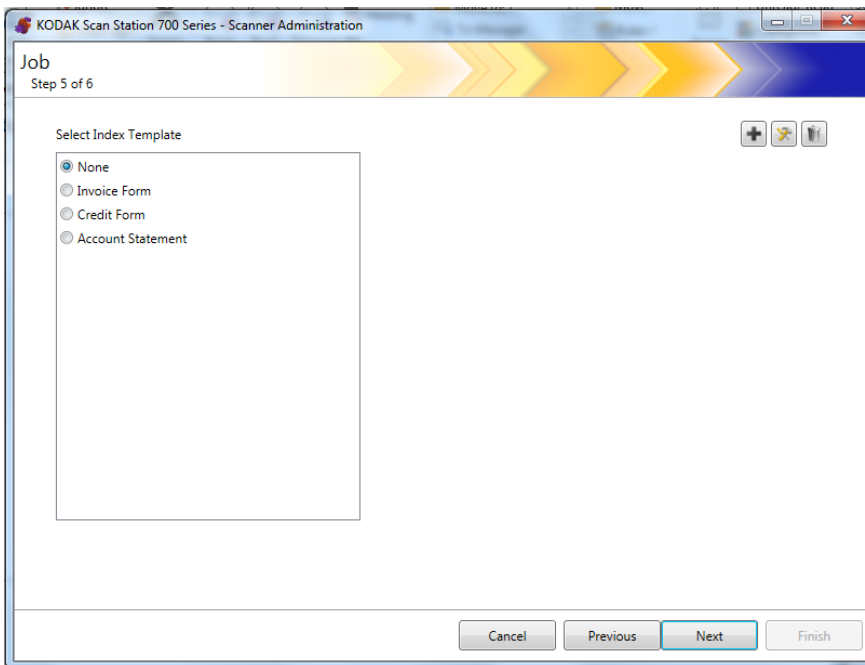 KODAK Scan Station 700 Series - Scanner Administration
Job
Step 5 of 6
Select Index Template
None
Invoice Form
Credit Form
Account Statement
Cancel
Previous
Next
Finish